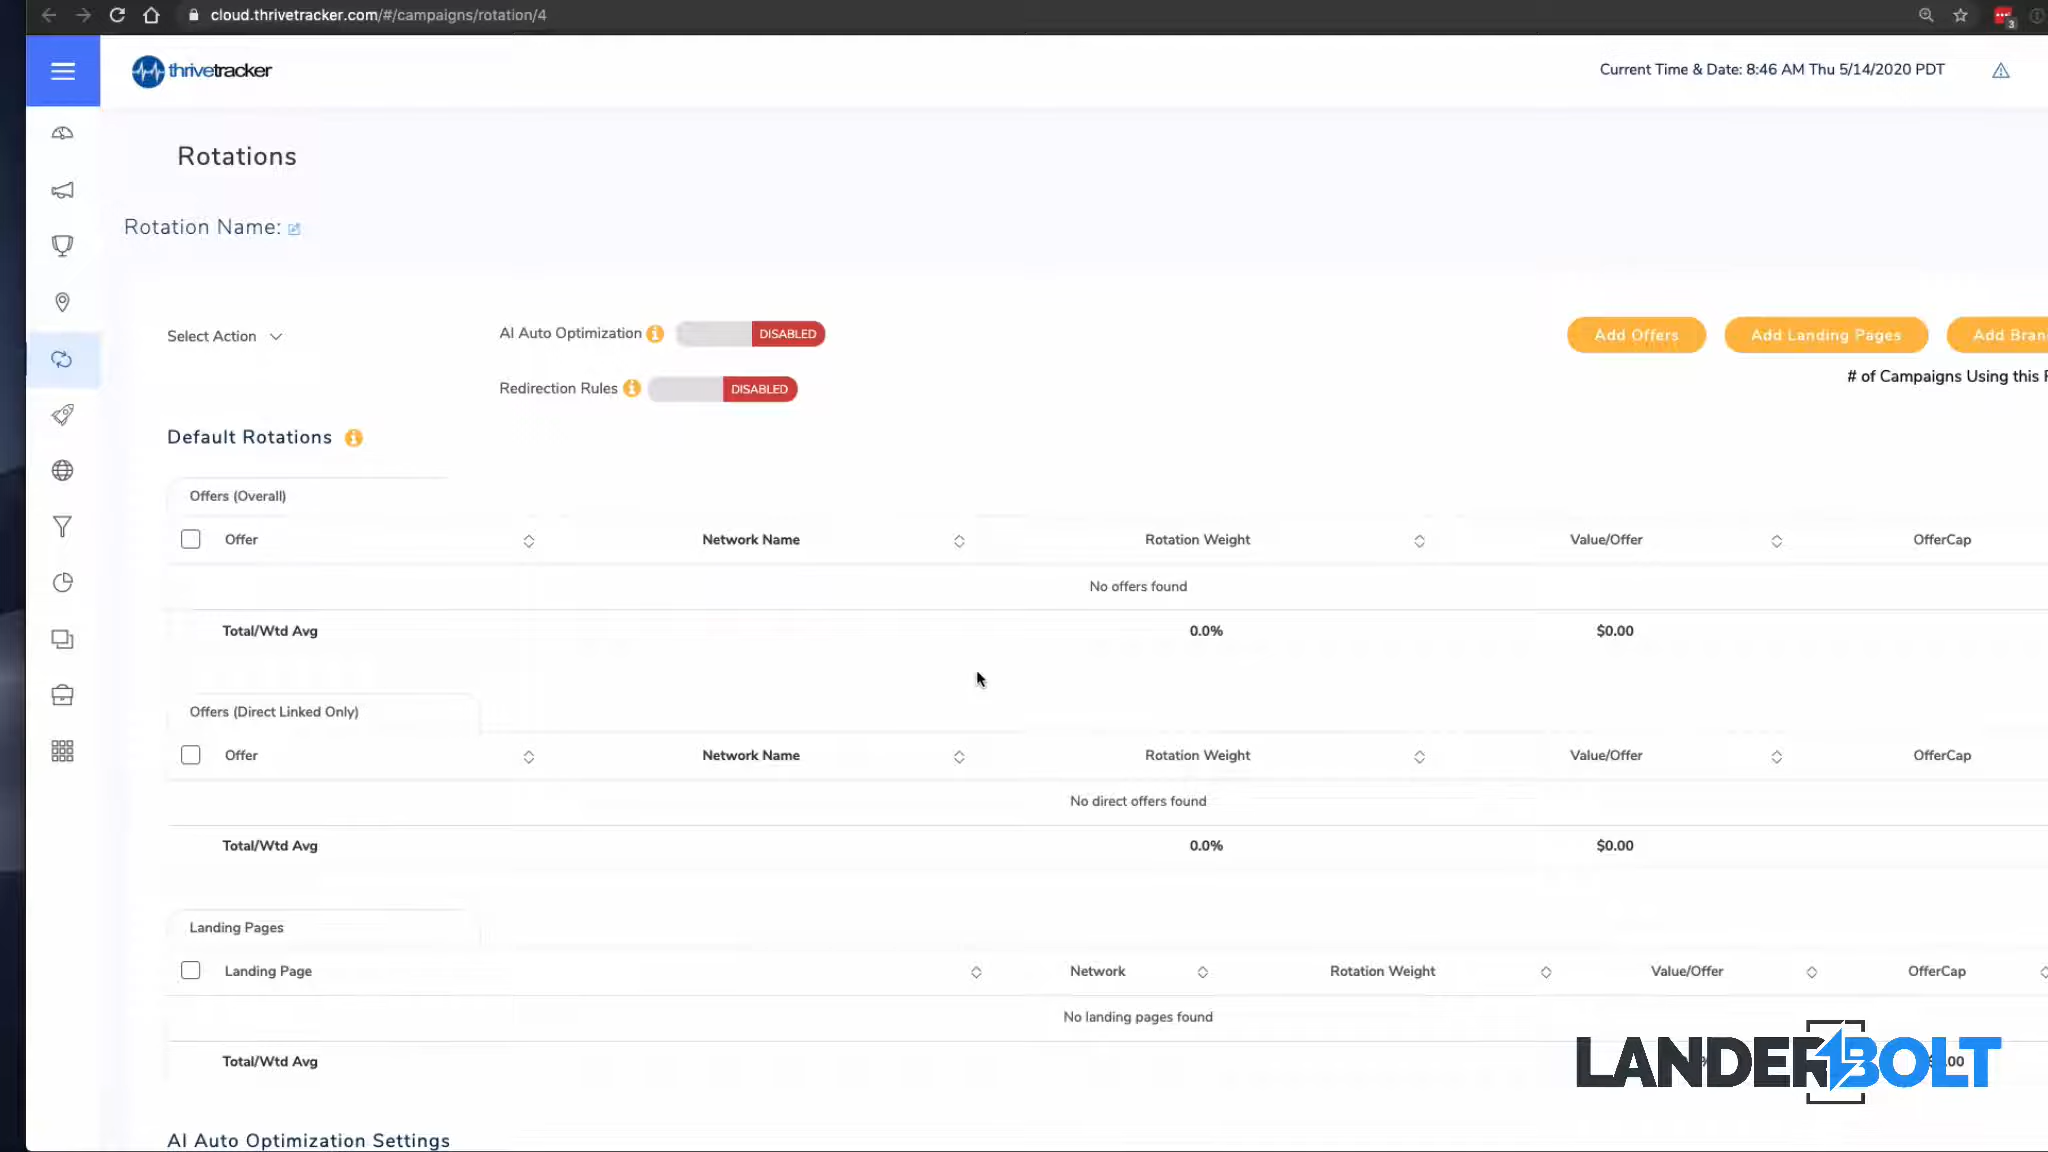 cloud.thrivetracker.com/#/campaigns/rotation/4
3
thrivetracker
Current Time & Date: 8:46 AM Thu 5/14/2020 PDT
Rotations
Rotation Name:
Select Action
AI Auto Optimization
DISABLED
Add Offers
Add Landing Pages
Add Bran
# of Campaigns Using this
Redirection Rules
DISABLED
Default Rotations
Offers (Overall)
Offer Network Name Rotation Weight Value/Offer OfferCap
No offers found
Total/Wtd Avg 0.0% $0.00
Offers (Direct Linked Only)
Offer Network Name Rotation Weight Value/Offer OfferCap
No direct offers found
Total/Wtd Avg 0.0% $0.00
Landing Pages
Landing Page Network Rotation Weight Value/Offer OfferCap
No landing pages found
Total/Wtd Avg
LANDERBOLT
AI Auto Optimization Settings